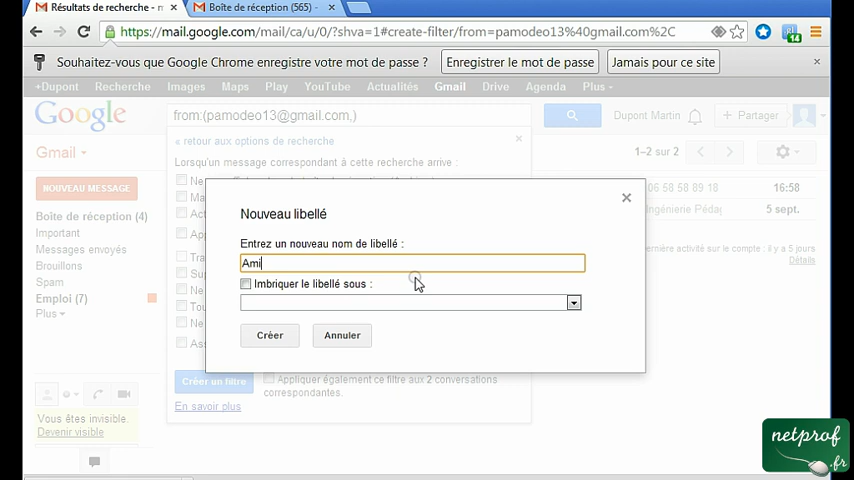 Résultats de recherche - m
Boîte de réception (565) -
https://mail.google.com/mail/ca/u/0/?shva=1#create-filter/from=pamodeo13%40gmail.com%2C
14
Souhaitez-vous que Google Chrome enregistre votre mot de passe ?
Enregistrer le mot de passe
Jamais pour ce site
+Dupont Recherche Images Maps Play YouTube Actualités Gmail Drive Agenda Plus
Google
from:(pamodeo13@gmail.com,)
Dupont Martin
+ Partager
« retour aux options de recherche
Gmail
1–2 sur 2
Lorsqu'un message correspondant à cette recherche arrive :
NOUVEAU MESSAGE
Nouveau libellé
06 58 58 89 18 16:58
Ingénierie Pédag 5 sept.
Boîte de réception (4)
Important
Messages envoyés
Brouillons
Spam
Emploi (7)
Plus
Entrez un nouveau nom de libellé :
Ami
Imbriquer le libellé sous :
Créer
Annuler
dernière activité sur le compte : il y a 5 jours
Détails
Créer un filtre
Appliquer également ce filtre aux 2 conversations
correspondantes.
En savoir plus
Vous êtes invisible.
Devenir visible
netprof
.fr